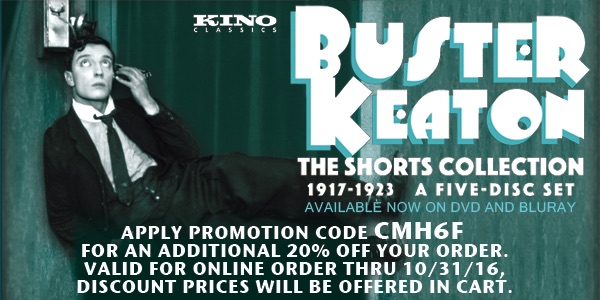 KINO
CLASSICS
BUSTER
KEATON
THE SHORTS COLLECTION
1917-1923 A FIVE-DISC SET
AVAILABLE NOW ON DVD AND BLURAY
APPLY PROMOTION CODE CMH6F
FOR AN ADDITIONAL 20% OFF YOUR ORDER.
VALID FOR ONLINE ORDER THRU 10/31/16,
DISCOUNT PRICES WILL BE OFFERED IN CART.